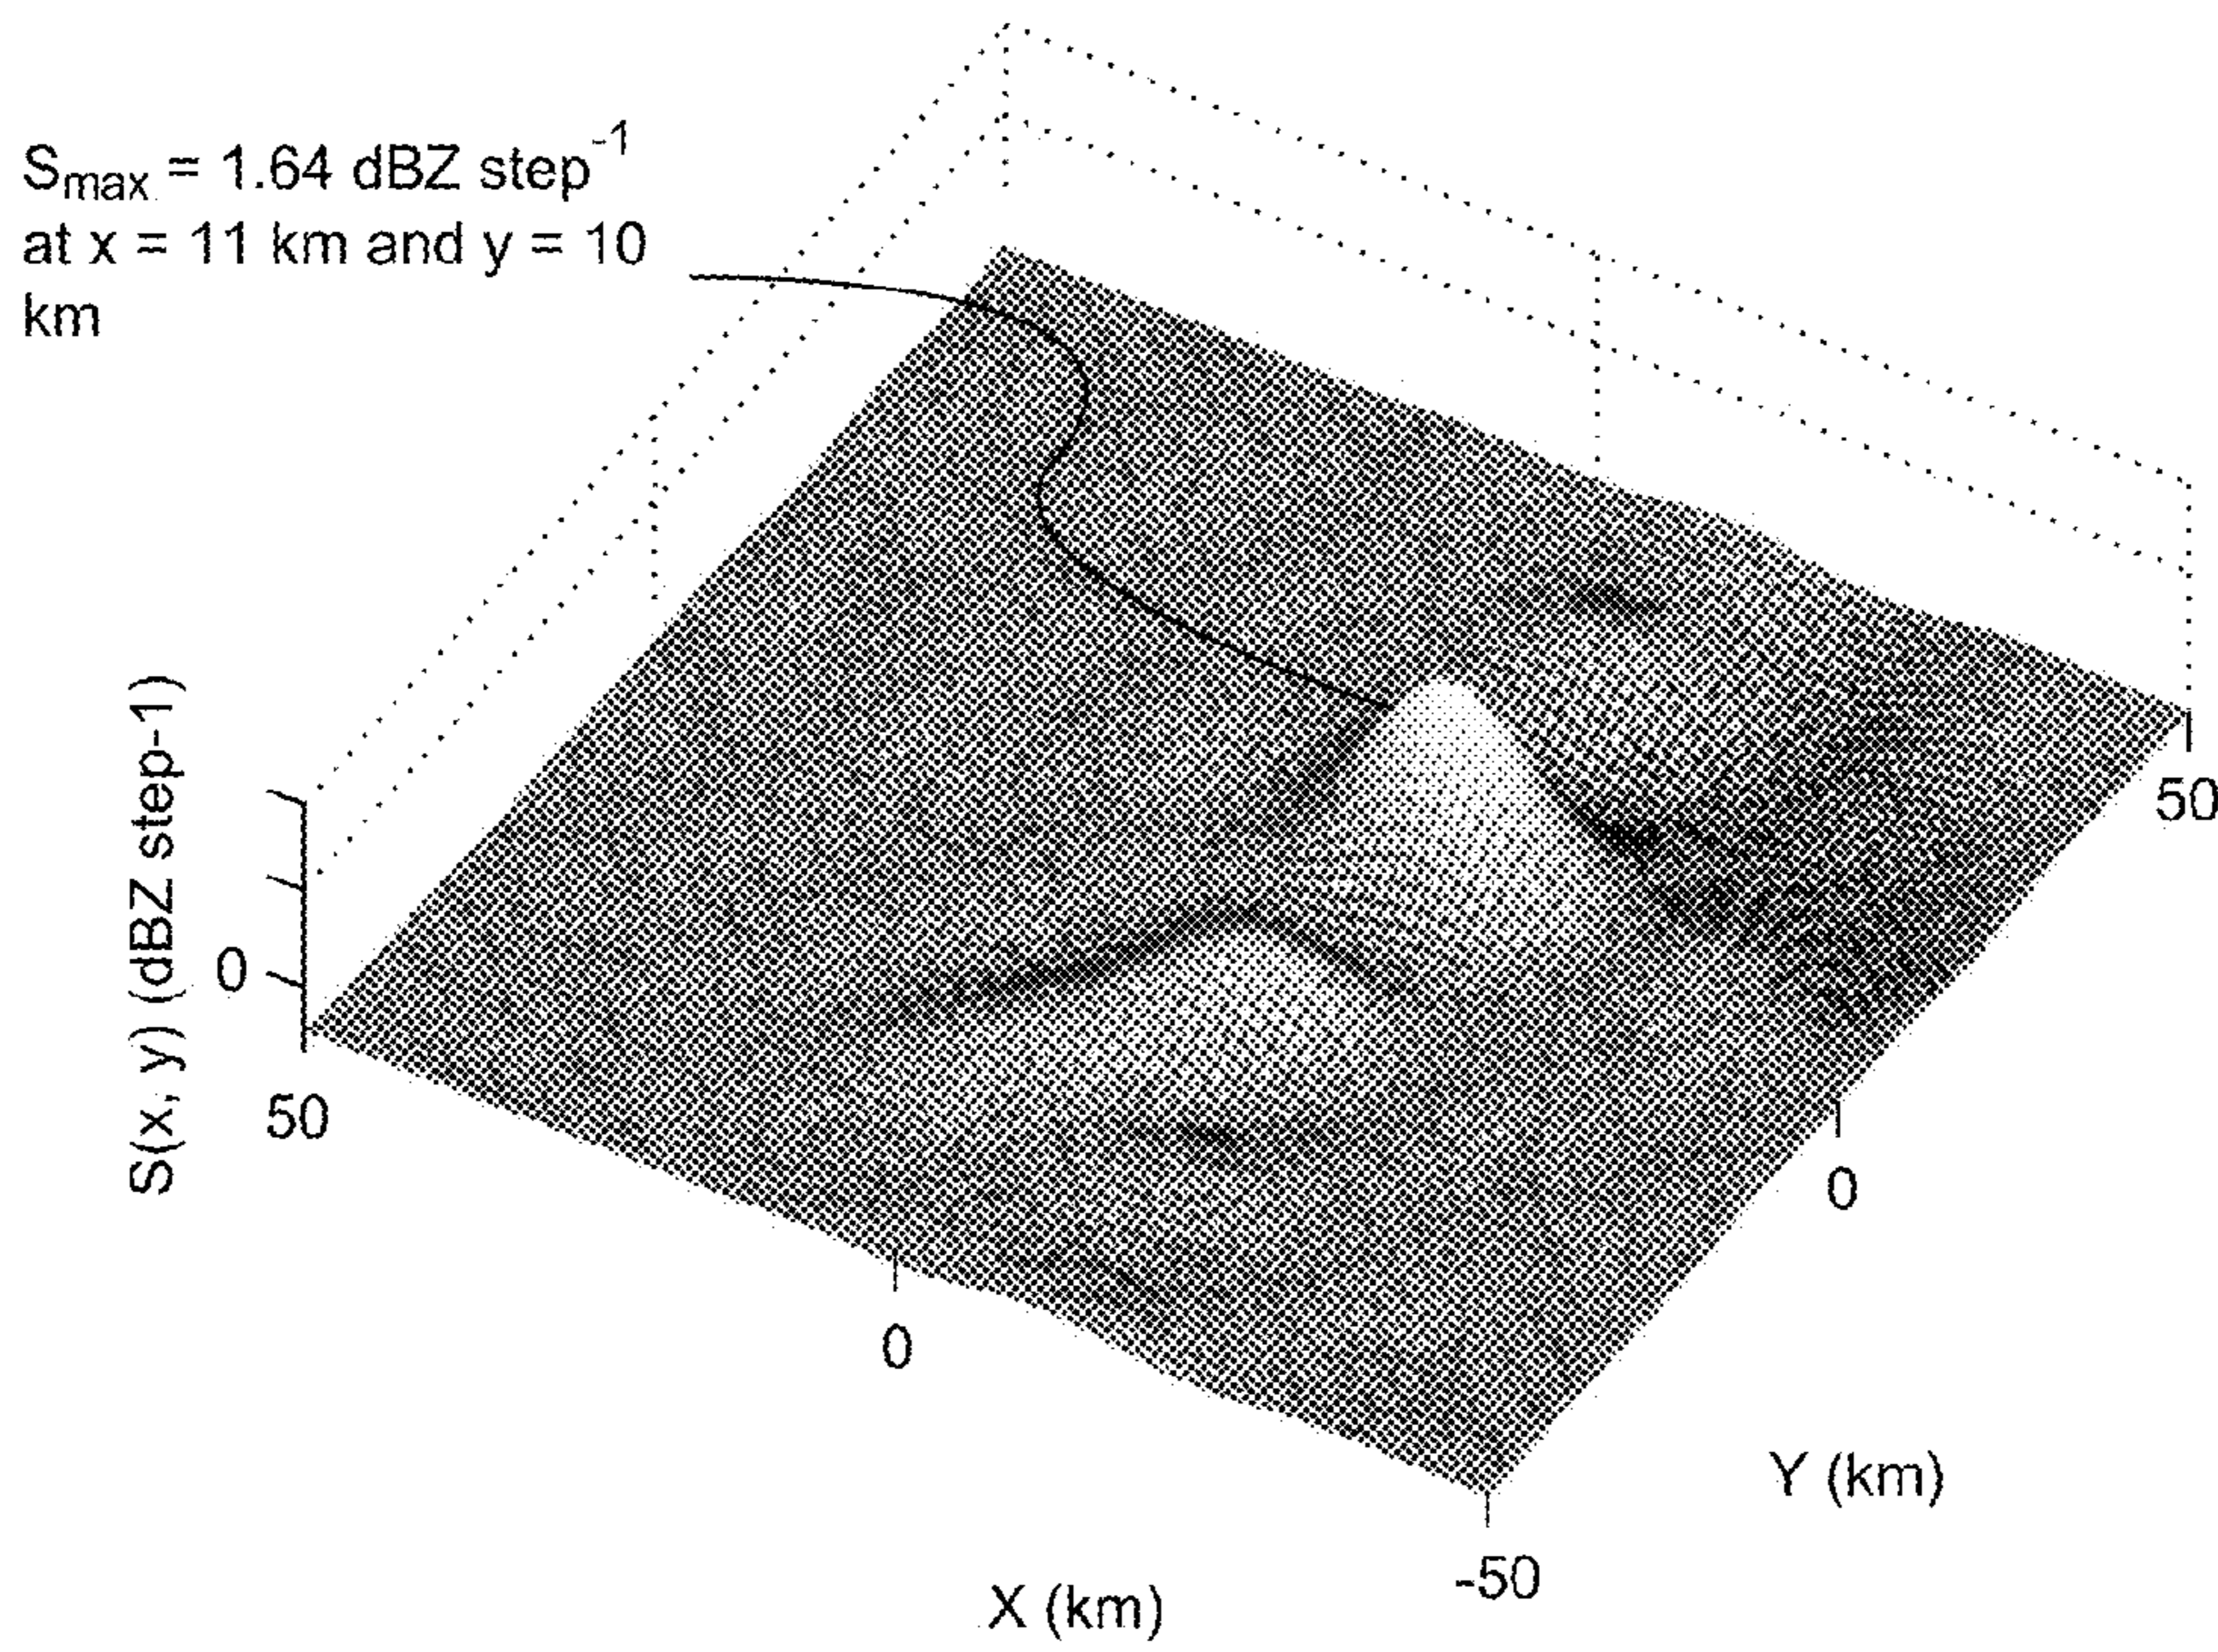 Smax = 1.64 dBZ step-1
at x = 11 km and y = 10
km
S(x, y) (dBZ step-1)
0
50
0
-50
X (km)
50
0
Y (km)